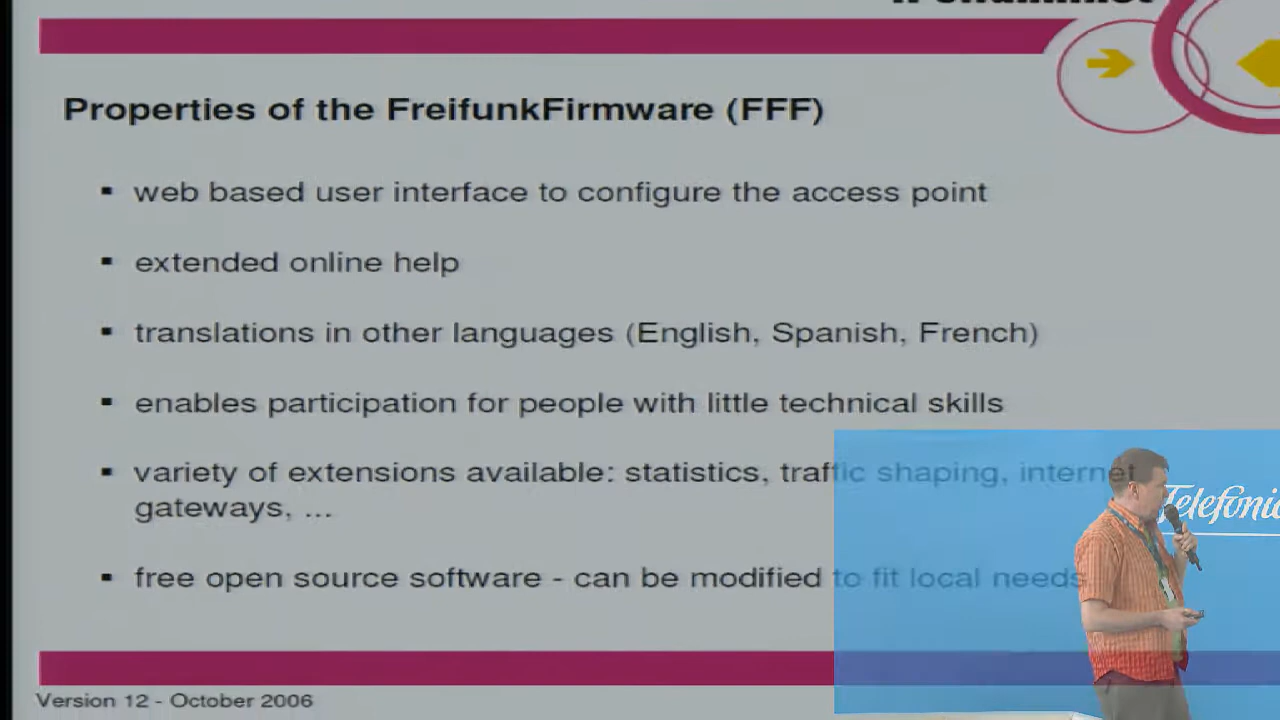 Properties of the FreifunkFirmware (FFF)
▪ web based user interface to configure the access point
▪ extended online help
▪ translations in other languages (English, Spanish, French)
▪ enables participation for people with little technical skills
▪ variety of extensions available: statistics, traffic shaping, internet
gateways, ...
▪ free open source software - can be modified to fit local needs
Telefónic
Version 12 - October 2006